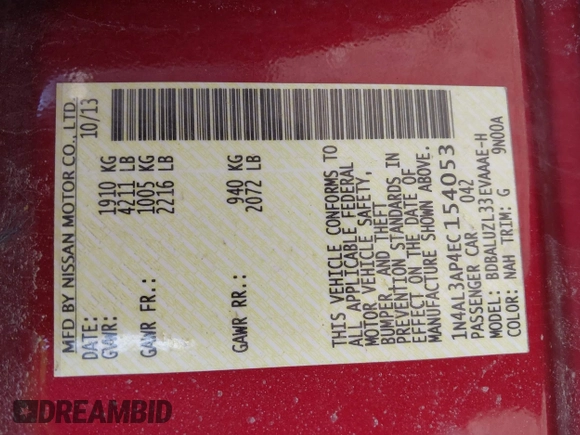 MFD BY NISSAN MOTOR CO., LTD.
DATE: 10/13
GVWR: 1910 KG
4211 LB
GAWR FR.: 1005 KG
2216 LB
GAWR RR.: 940 KG
2072 LB
THIS VEHICLE CONFORMS TO
ALL APPLICABLE FEDERAL
MOTOR VEHICLE SAFETY,
BUMPER, AND THEFT
PREVENTION STANDARDS IN
EFFECT ON THE DATE OF
MANUFACTURE SHOWN ABOVE.
1N4AL3AP4EC154053
PASSENGER CAR 042
MODEL: BDBALUZL33EVAAAE-H
COLOR: NAH TRIM: G 9N00A
DREAMBID